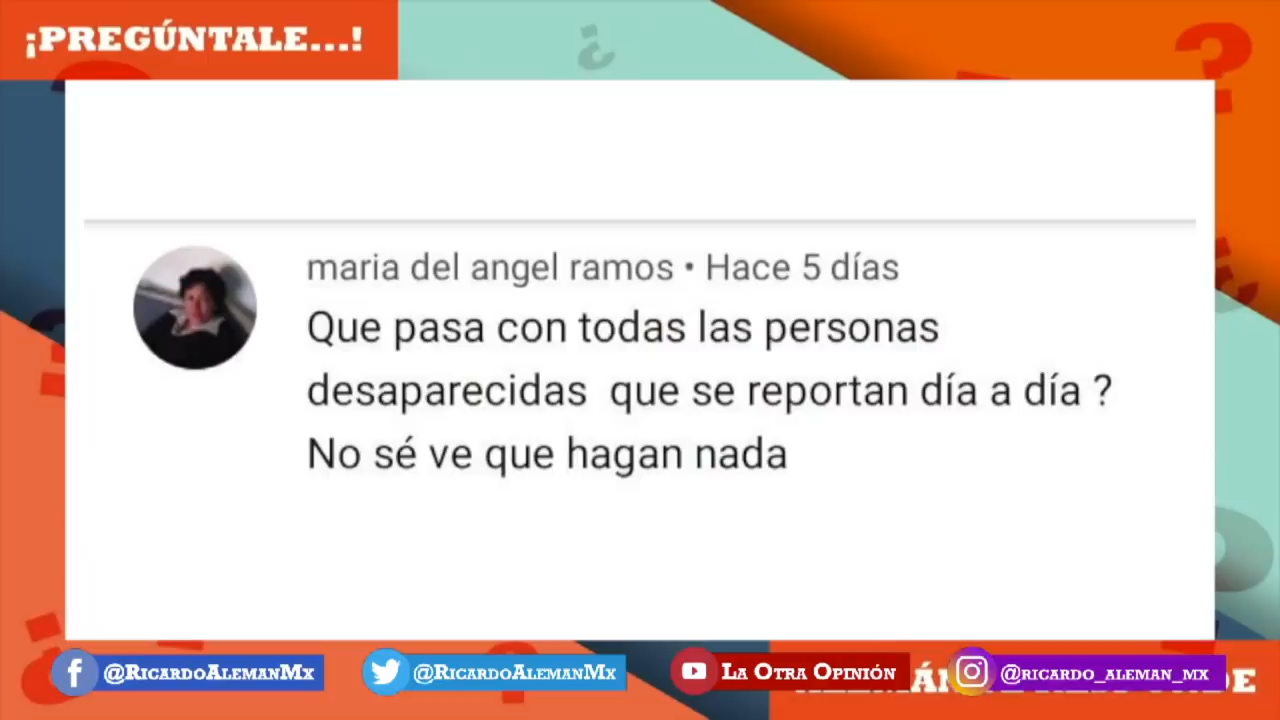 ¡PREGÚNTALE...!
maria del angel ramos • Hace 5 días
Que pasa con todas las personas
desaparecidas que se reportan día a día ?
No sé ve que hagan nada
@RICARDOALEMANMX
@RICARDOALEMANMX
LA OTRA OPINIÓN
@RICARDO_ALEMAN_MX